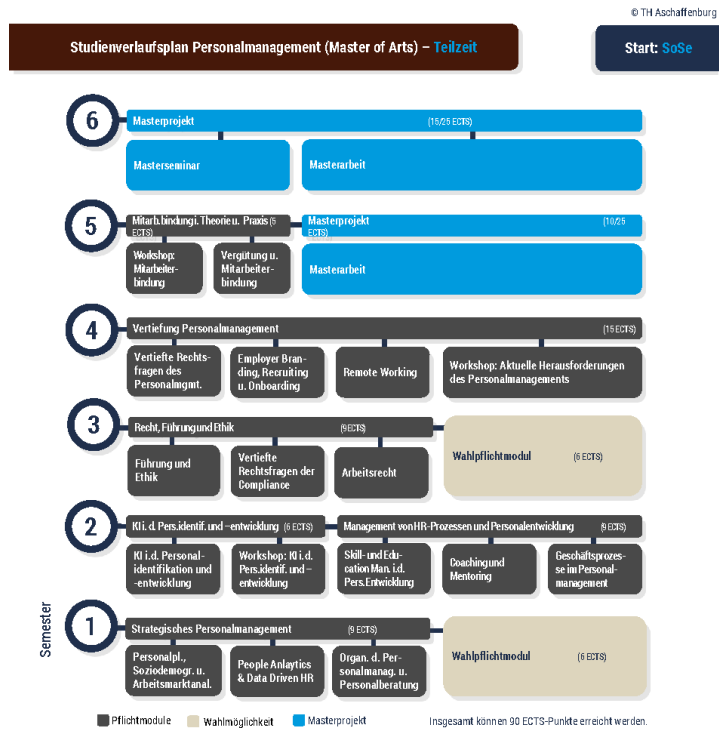 © TH Aschaffenburg
Studienverlaufsplan Personalmanagement (Master of Arts) – Teilzeit
Start: SoSe
6
Masterprojekt (15/25 ECTS)
Masterseminar
Masterarbeit
5
Mitarb.bindung i. Theorie u. Praxis (5
ECTS)
Masterprojekt (10/25
ECTS)
Workshop:
Mitarbeiter-
bindung
Vergütung u.
Mitarbeiter-
bindung
Masterarbeit
4
Vertiefung Personalmanagement (15 ECTS)
Vertiefte Rechts-
fragen des
Personalmgmt.
Employer Bran-
ding, Recruiting
u. Onboarding
Remote Working
Workshop: Aktuelle Herausforderungen
des Personalmanagements
3
Recht, Führung und Ethik (9 ECTS)
Führung und
Ethik
Vertiefte
Rechtsfragen der
Compliance
Arbeitsrecht
Wahlpflichtmodul (6 ECTS)
2
KI i. d. Pers.identif. und –entwicklung (6 ECTS)
Management von HR-Prozessen und Personalentwicklung (9 ECTS)
KI i.d. Personal-
identifikation und
-entwicklung
Workshop: KI i.d.
Pers.identif. und –
entwicklung
Skill- und Edu-
cation Man. i.d.
Pers.Entwicklung
Coaching und
Mentoring
Geschäftsprozes-
se im Personal-
management
Semester
1
Strategisches Personalmanagement (9 ECTS)
Personalpl.,
Soziodemogr. u.
Arbeitsmarktanal.
People Anlaytics
& Data Driven HR
Organ. d. Per-
sonalmanag. u.
Personalberatung
Wahlpflichtmodul (6 ECTS)
Pflichtmodule
Wahlmöglichkeit
Masterprojekt
Insgesamt können 90 ECTS-Punkte erreicht werden.